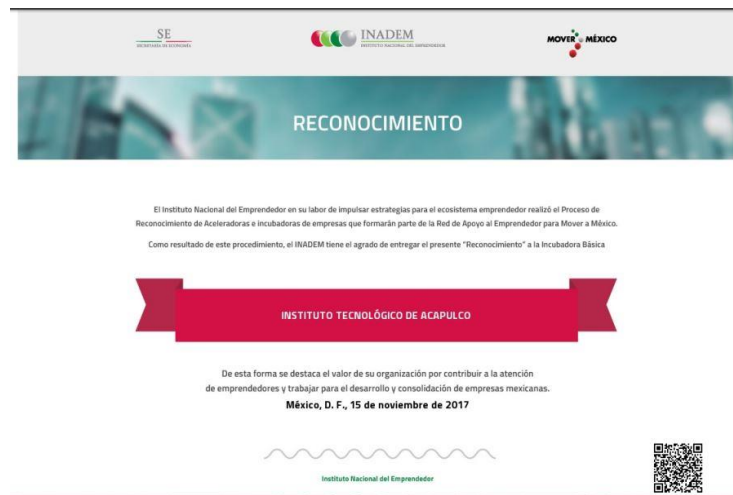 SE
SECRETARÍA DE ECONOMÍA
INADEM
INSTITUTO NACIONAL DEL EMPRENDEDOR
MOVER A MÉXICO
RECONOCIMIENTO
El Instituto Nacional del Emprendedor en su labor de impulsar estrategias para el ecosistema emprendedor realizó el Proceso de
Reconocimiento de Aceleradoras e incubadoras de empresas que formarán parte de la Red de Apoyo al Emprendedor para Mover a México.
Como resultado de este procedimiento, el INADEM tiene el agrado de entregar el presente "Reconocimiento" a la Incubadora Básica
INSTITUTO TECNOLÓGICO DE ACAPULCO
De esta forma se destaca el valor de su organización por contribuir a la atención
de emprendedores y trabajar para el desarrollo y consolidación de empresas mexicanas.
México, D. F., 15 de noviembre de 2017
Instituto Nacional del Emprendedor